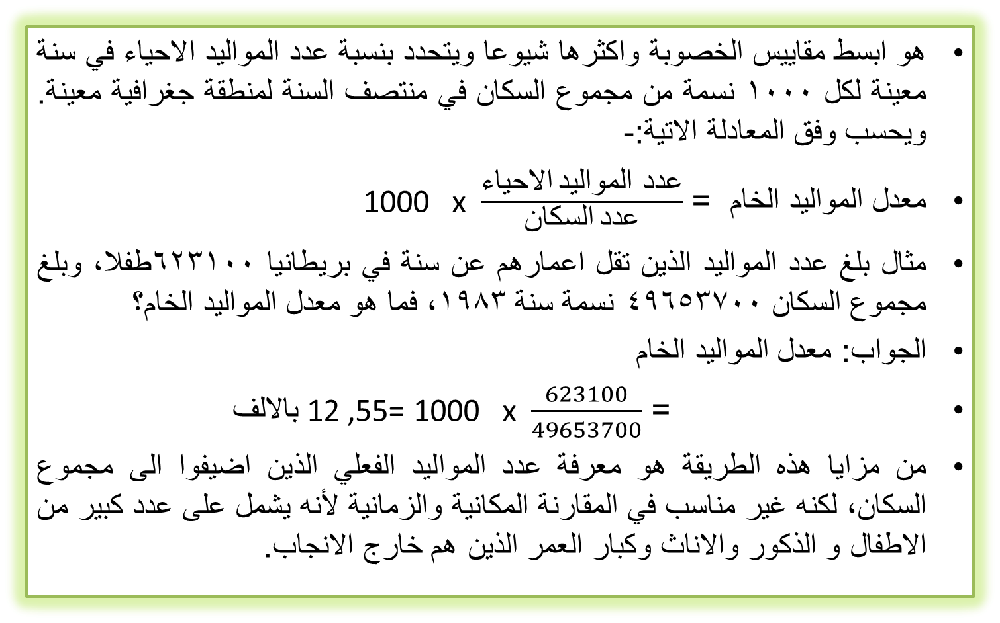 • هو ابسط مقاييس الخصوبة واكثرها شيوعا ويتحدد بنسبة عدد المواليد الاحياء في سنة
معينة لكل ١٠٠٠ نسمة من مجموع السكان في منتصف السنة لمنطقة جغرافية معينة.
ويحسب وفق المعادلة الاتية:-
• معدل المواليد الخام = عدد المواليد الاحياء / عدد السكان x 1000
• مثال بلغ عدد المواليد الذين تقل اعمارهم عن سنة في بريطانيا ٦٢٣١٠٠طفلا، وبلغ
مجموع السكان ٤٩٦٥٣٧٠٠ نسمة سنة ١٩٨٣، فما هو معدل المواليد الخام؟
• الجواب: معدل المواليد الخام
• = 623100 / 49653700 x 1000 =55, 12 بالالف
• من مزايا هذه الطريقة هو معرفة عدد المواليد الفعلي الذين اضيفوا الى مجموع
السكان، لكنه غير مناسب في المقارنة المكانية والزمانية لأنه يشمل على عدد كبير من
الاطفال و الذكور والاناث وكبار العمر الذين هم خارج الانجاب.